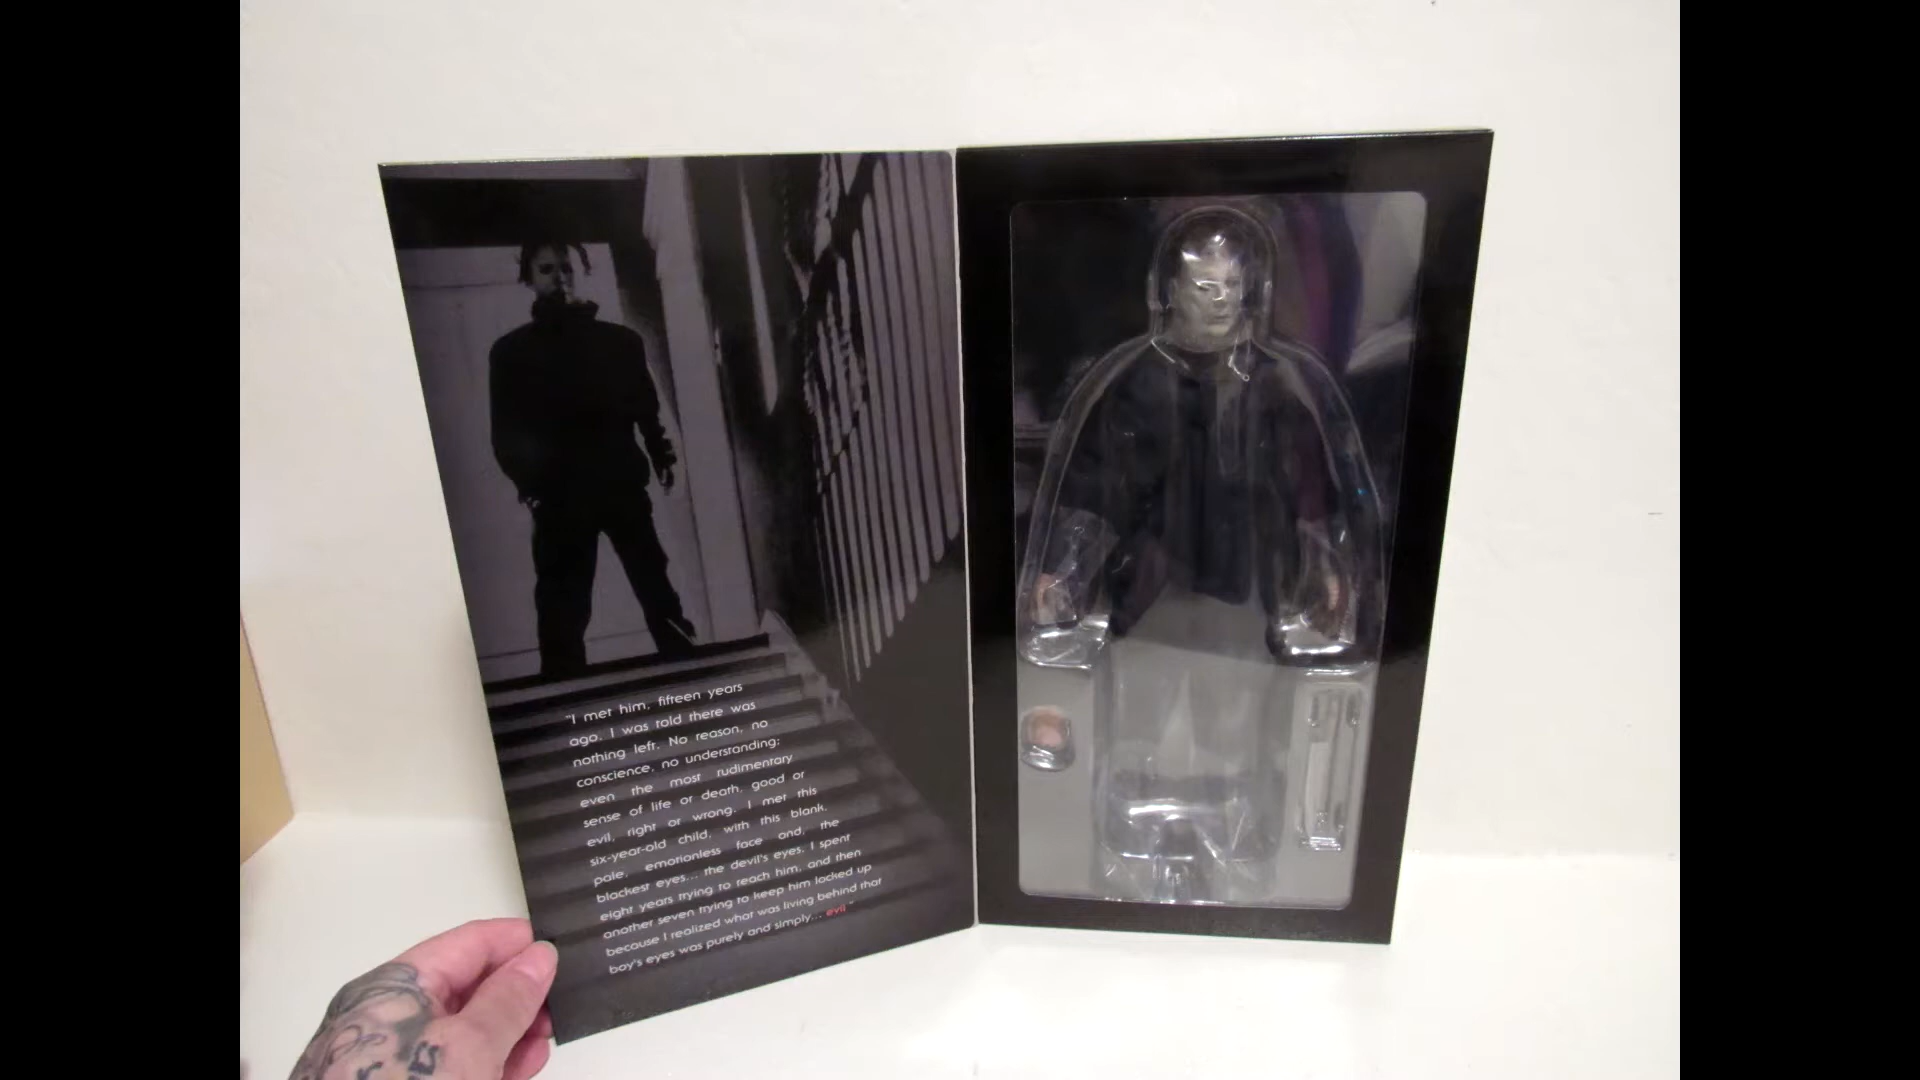 "I met him, fifteen years
ago. I was told there was
nothing left. No reason, no
conscience, no understanding;
even the most rudimentary
sense of life or death, good or
evil, right or wrong. I met this
six-year-old child, with this blank,
pale, emotionless face and, the
blackest eyes... the devil's eyes. I spent
eight years trying to reach him, and then
another seven trying to keep him locked up
because I realized what was living behind that
boy's eyes was purely and simply... evil"